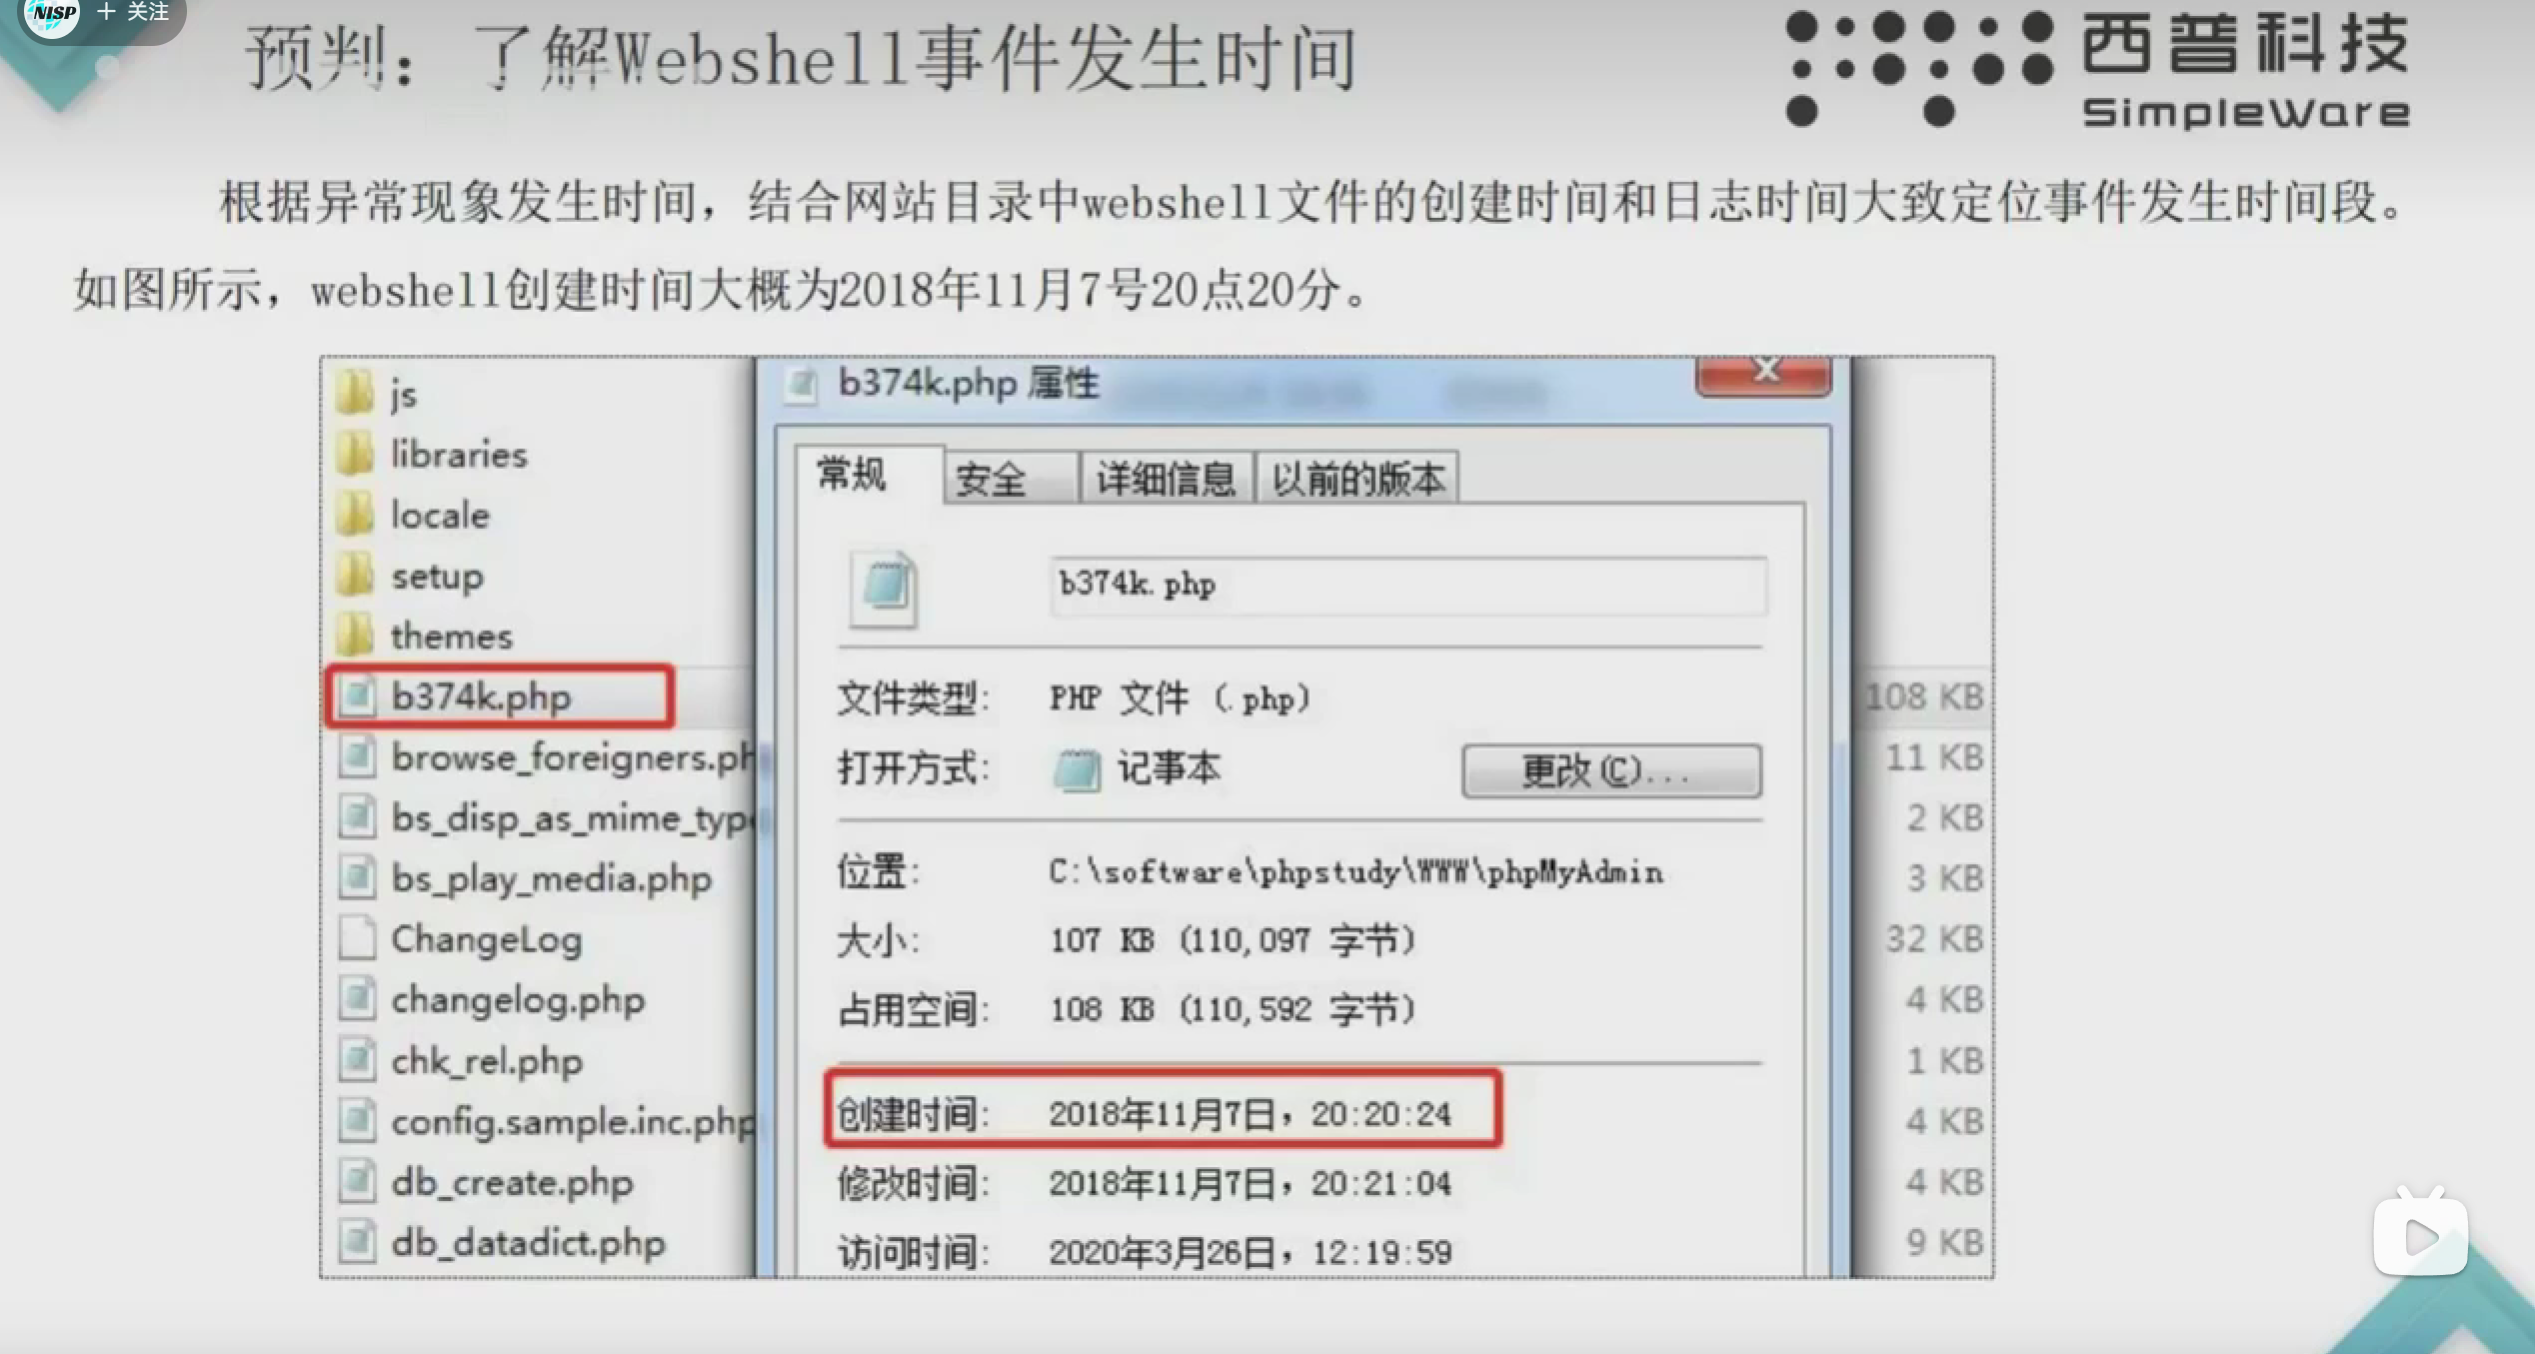 NISP
+ 关注
预判：了解Webshell事件发生时间
西普科技
SimpleWare
根据异常现象发生时间，结合网站目录中webshell文件的创建时间和日志时间大致定位事件发生时间段。
如图所示，webshell创建时间大概为2018年11月7号20点20分。
js
libraries
locale
setup
themes
b374k.php
browse_foreigners.ph
bs_disp_as_mime_typ
bs_play_media.php
ChangeLog
changelog.php
chk_rel.php
config.sample.inc.php
db_create.php
db_datadict.php
b374k.php 属性
常规 安全 详细信息 以前的版本
b374k.php
文件类型: PHP 文件 (.php)
打开方式: 记事本 更改(C)...
位置: C:\software\phpstudy\WWW\phpMyAdmin
大小: 107 KB (110,097 字节)
占用空间: 108 KB (110,592 字节)
创建时间: 2018年11月7日，20:20:24
修改时间: 2018年11月7日，20:21:04
访问时间: 2020年3月26日，12:19:59
108 KB
11 KB
2 KB
3 KB
32 KB
4 KB
1 KB
4 KB
4 KB
9 KB